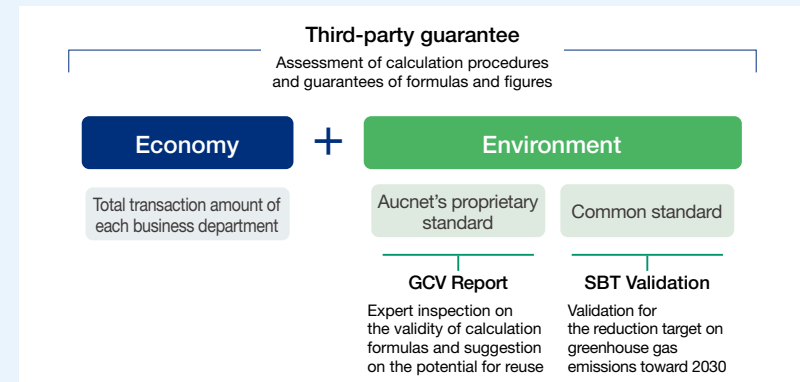 Third-party guarantee
Assessment of calculation procedures
and guarantees of formulas and figures
Economy
+
Environment
Total transaction amount of
each business department
Aucnet's proprietary
standard
Common standard
GCV Report
Expert inspection on
the validity of calculation
formulas and suggestion
on the potential for reuse
SBT Validation
Validation for
the reduction target on
greenhouse gas
emissions toward 2030